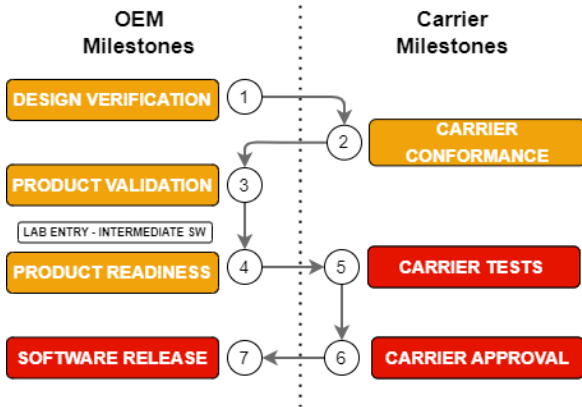 OEM
Milestones
Carrier
Milestones
DESIGN VERIFICATION
1
2
CARRIER
CONFORMANCE
PRODUCT VALIDATION
3
LAB ENTRY - INTERMEDIATE SW
PRODUCT READINESS
4
5
CARRIER TESTS
SOFTWARE RELEASE
7
6
CARRIER APPROVAL